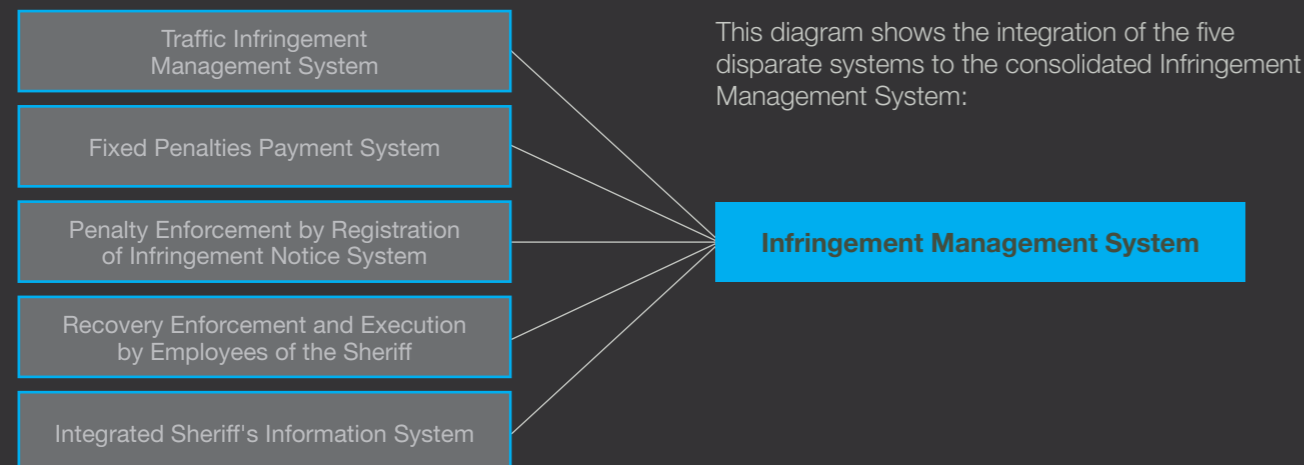 Traffic Infringement
Management System
Fixed Penalties Payment System
Penalty Enforcement by Registration
of Infringement Notice System
Recovery Enforcement and Execution
by Employees of the Sheriff
Integrated Sheriff's Information System
This diagram shows the integration of the five
disparate systems to the consolidated Infringement
Management System:
Infringement Management System